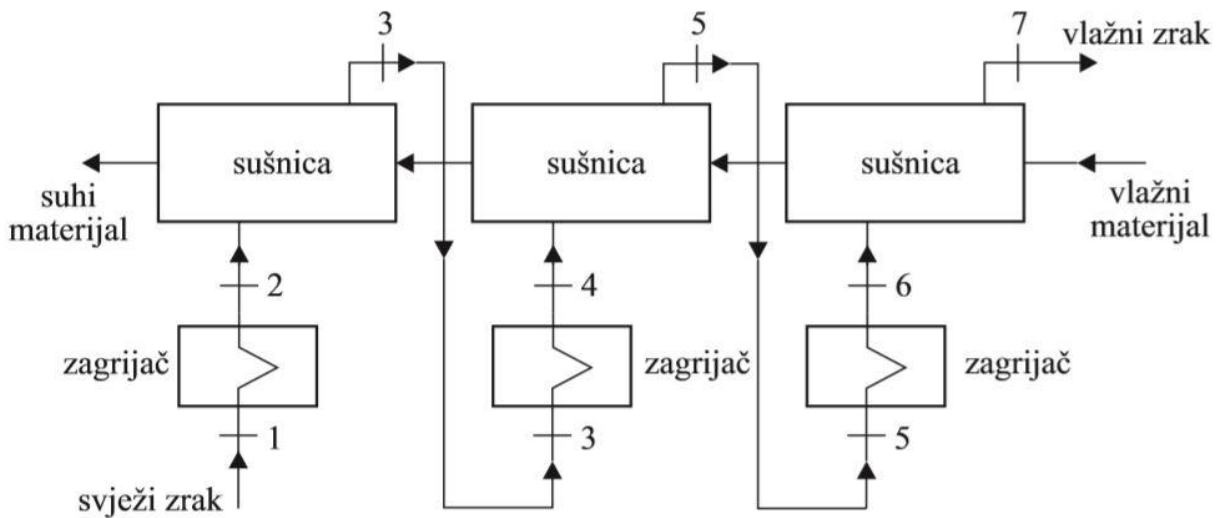 3
5
7
vlažni zrak
sušnica
sušnica
sušnica
suhi
materijal
vlažni
materijal
2
4
6
zagrijač
zagrijač
zagrijač
1
3
5
svježi zrak